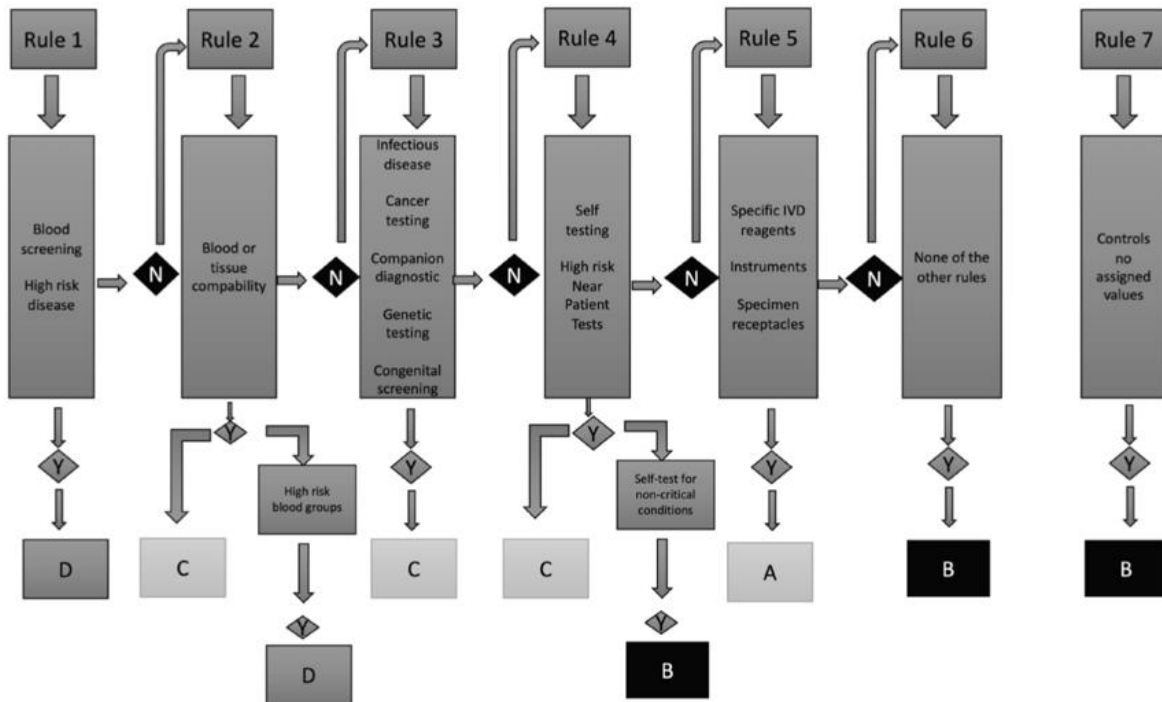 Rule 1
Rule 2
Rule 3
Rule 4
Rule 5
Rule 6
Rule 7
Blood
screening
High risk
disease
N
Blood or
tissue
compability
N
Infectious
disease
Cancer
testing
Companion
diagnostic
Genetic
testing
Congenital
screening
N
Self
testing
High risk
Near
Patient
Tests
N
Specific IVD
reagents
Instruments
Specimen
receptacles
N
None of the
other rules
Controls
no
assigned
values
Y
Y
Y
Y
Y
Y
Y
High risk
blood groups
Self-test for
non-critical
conditions
D
C
C
C
A
B
B
Y
Y
D
B